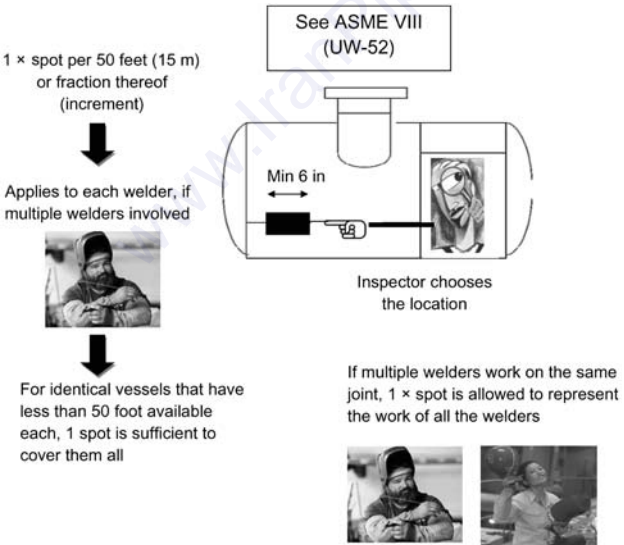 See ASME VIII
(UW-52)
1 × spot per 50 feet (15 m)
or fraction thereof
(increment)
Min 6 in
Applies to each welder, if
multiple welders involved
Inspector chooses
the location
For identical vessels that have
less than 50 foot available
each, 1 spot is sufficient to
cover them all
If multiple welders work on the same
joint, 1 × spot is allowed to represent
the work of all the welders